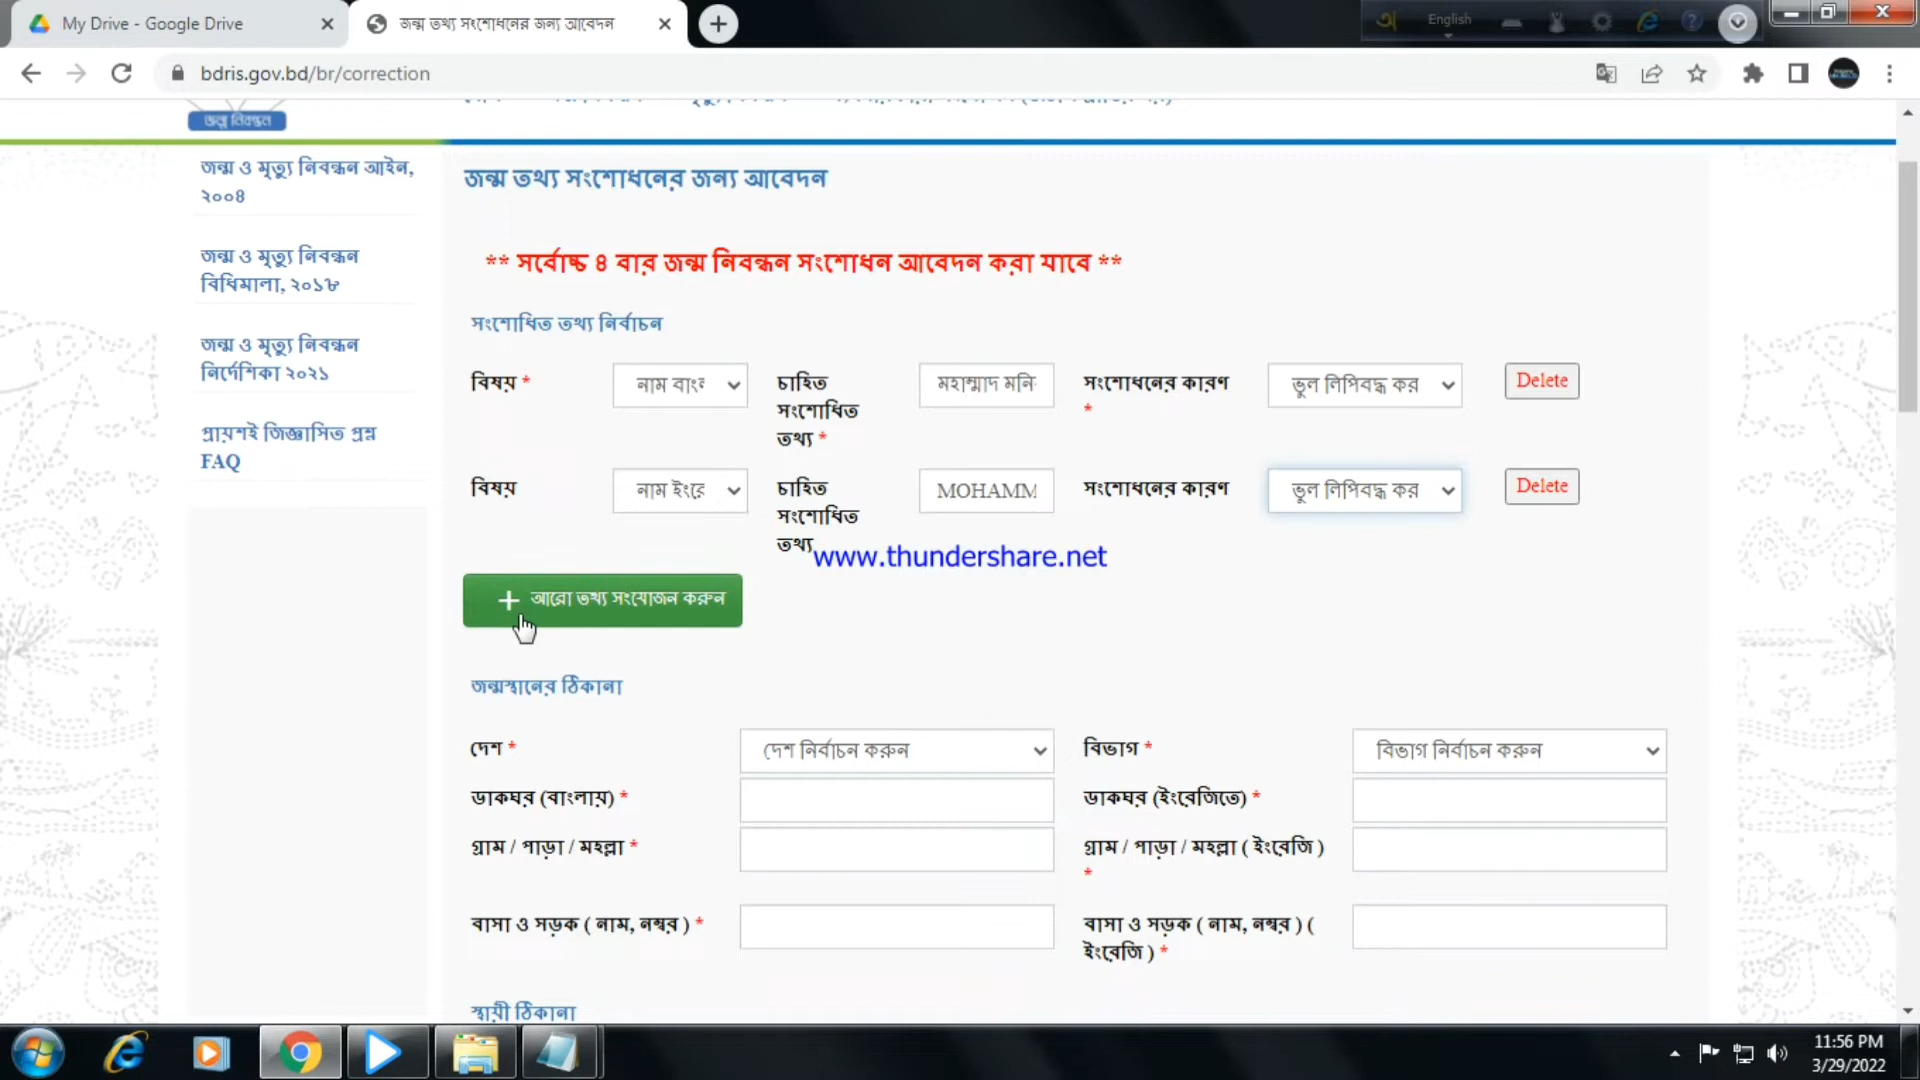 My Drive - Google Drive
জন্ম তথ্য সংশোধনের জন্য আবেদন
English
bdris.gov.bd/br/correction
জন্ম নিবন্ধন
জন্ম ও মৃত্যু নিবন্ধন আইন,
২০০৪
জন্ম ও মৃত্যু নিবন্ধন
বিধিমালা, ২০১৮
জন্ম ও মৃত্যু নিবন্ধন
নির্দেশিকা ২০২১
প্রায়শই জিজ্ঞাসিত প্রশ্ন
FAQ
জন্ম তথ্য সংশোধনের জন্য আবেদন
** সর্বোচ্চ ৪ বার জন্ম নিবন্ধন সংশোধন আবেদন করা যাবে **
সংশোধিত তথ্য নির্বাচন
বিষয় * নাম বাং চাহিত সংশোধিত তথ্য * মহাম্মাদ মনি সংশোধনের কারণ * ভুল লিপিবদ্ধ কর Delete
বিষয় নাম ইংরে চাহিত সংশোধিত তথ্য MOHAMM সংশোধনের কারণ ভুল লিপিবদ্ধ কর Delete
www.thundershare.net
+ আরো তথ্য সংযোজন করুন
জন্মস্থানের ঠিকানা
দেশ * দেশ নির্বাচন করুন বিভাগ * বিভাগ নির্বাচন করুন
ডাকঘর (বাংলায়) * ডাকঘর (ইংরেজিতে) *
গ্রাম / পাড়া / মহল্লা * গ্রাম / পাড়া / মহল্লা ( ইংরেজি ) *
বাসা ও সড়ক ( নাম, নম্বর ) * বাসা ও সড়ক ( নাম, নম্বর ) ( ইংরেজি ) *
স্থায়ী ঠিকানা
11:56 PM
3/29/2022